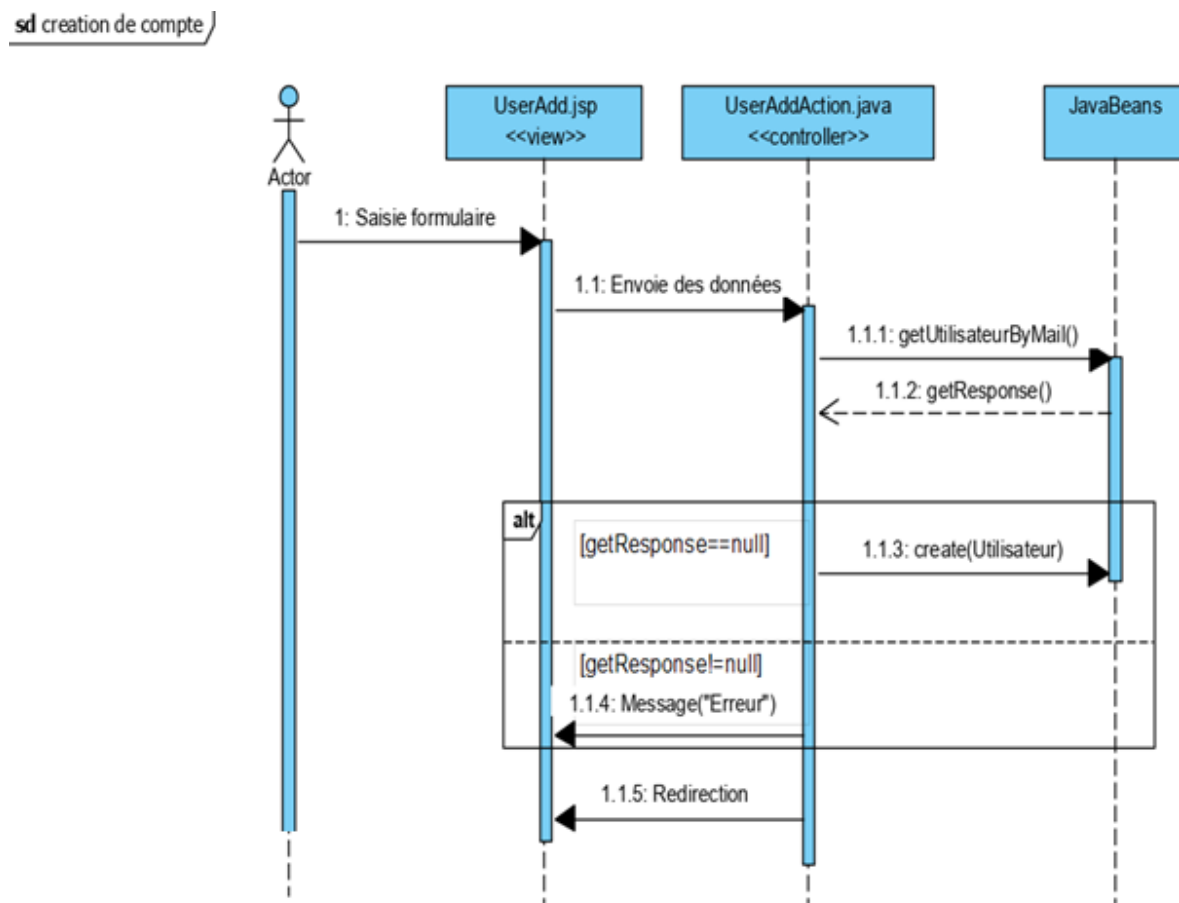 sd creation de compte
Actor
UserAdd.jsp
<<view>>
UserAddAction.java
<<controller>>
JavaBeans
1: Saisie formulaire
1.1: Envoie des données
1.1.1: getUtilisateurByMail()
1.1.2: getResponse()
alt
[getResponse==null]
1.1.3: create(Utilisateur)
[getResponse!=null]
1.1.4: Message("Erreur")
1.1.5: Redirection